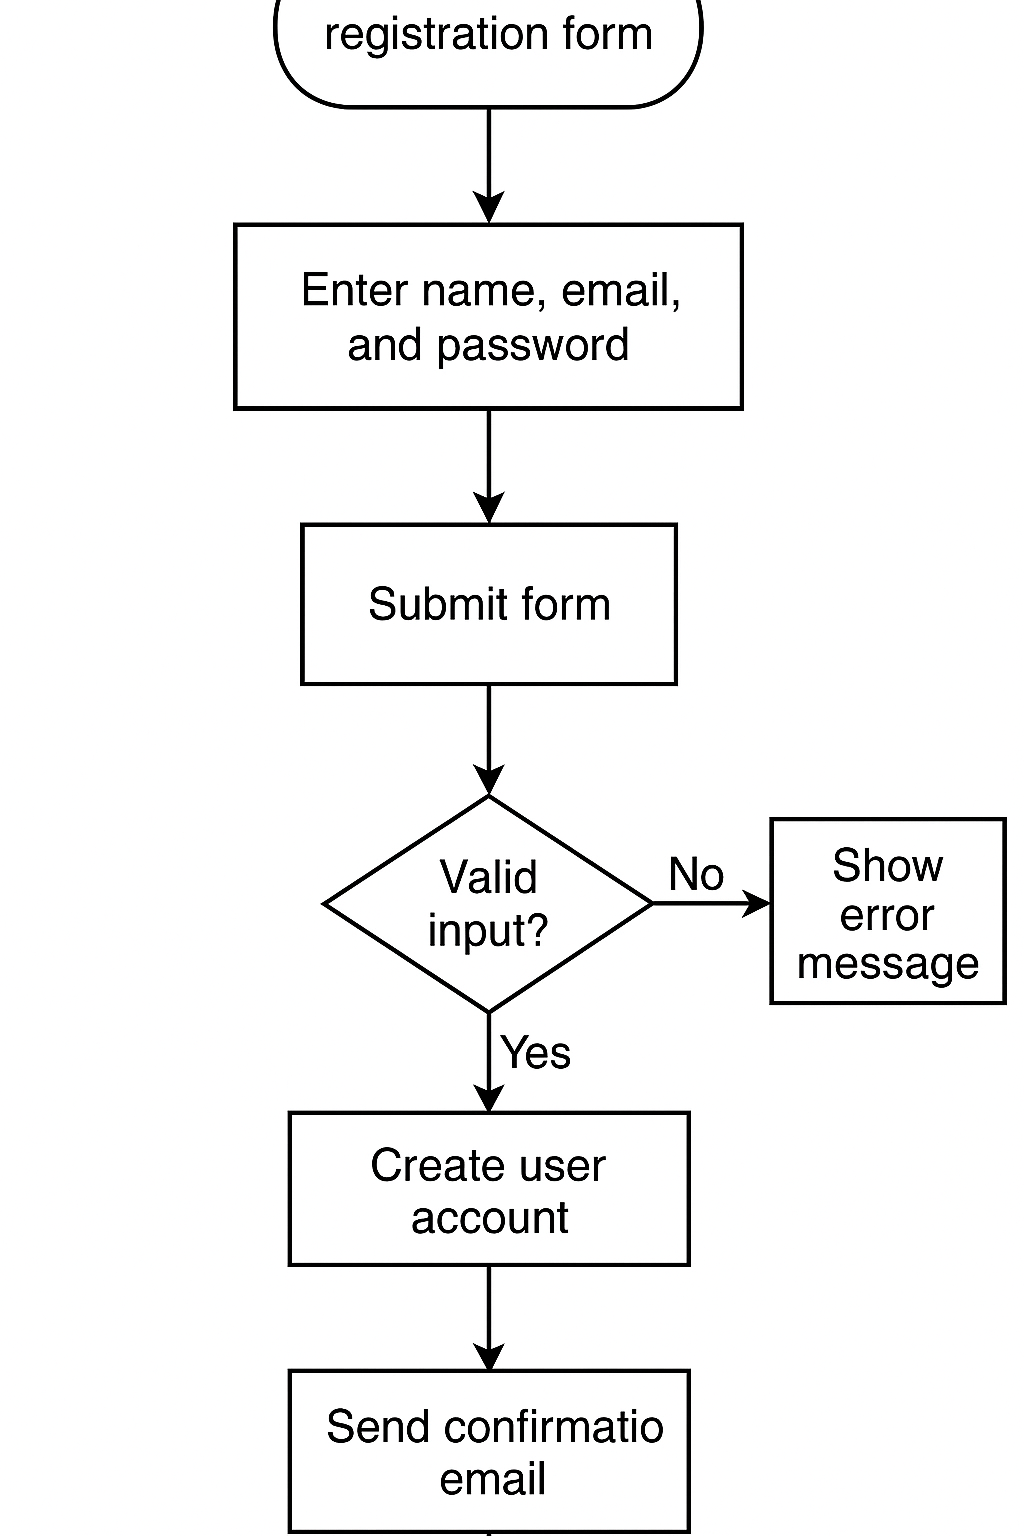 registration form
Enter name, email,
and password
Submit form
Valid
input?
No
Show
error
message
Yes
Create user
account
Send confirmatio
email